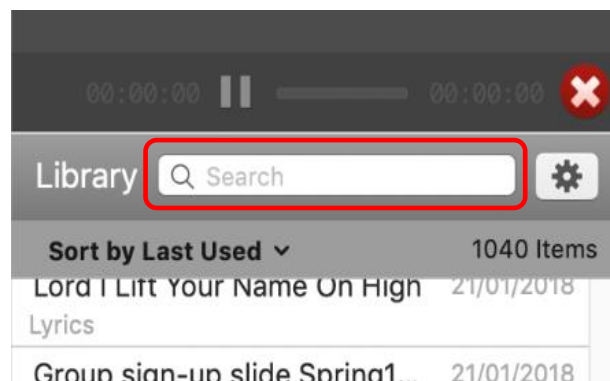 00:00:00 00:00:00
Library Search
Sort by Last Used 1040 Items
Lord I Lift Your Name On High 21/01/2018
Lyrics
Group sign-up slide Spring1... 21/01/2018